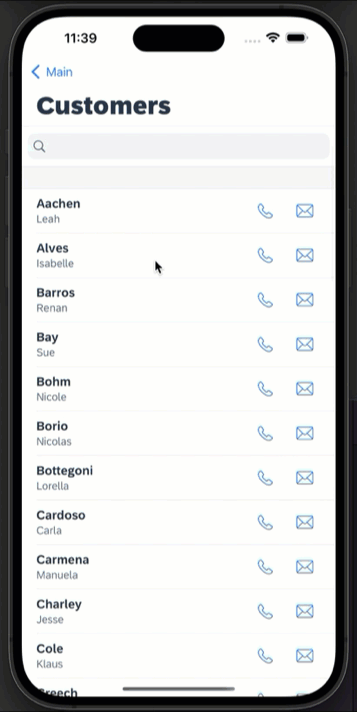 11:39
Main
Customers
Aachen
Leah
Alves
Isabelle
Barros
Renan
Bay
Sue
Bohm
Nicole
Borio
Nicolas
Bottegoni
Lorella
Cardoso
Carla
Carmena
Manuela
Charley
Jesse
Cole
Klaus
Creech